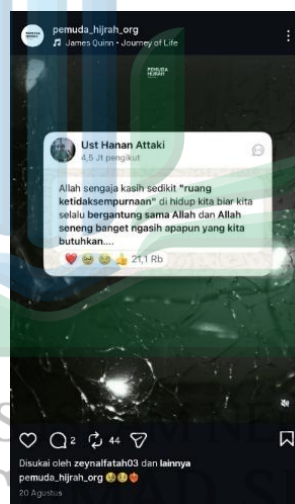 pemuda_hijrah_org
James Quinn • Journey of Life
PEMUDA
HIJRAH
Ust Hanan Attaki
4,5 Jt pengikut
Allah sengaja kasih sedikit "ruang
ketidaksempurnaan" di hidup kita biar kita
selalu bergantung sama Allah dan Allah
seneng banget ngasih apapun yang kita
butuhkan....
21,1 Rb
2 44
Disukai oleh zeynalfatah03 dan lainnya
pemuda_hijrah_org 🥹🥹❤️‍🔥
20 Agustus